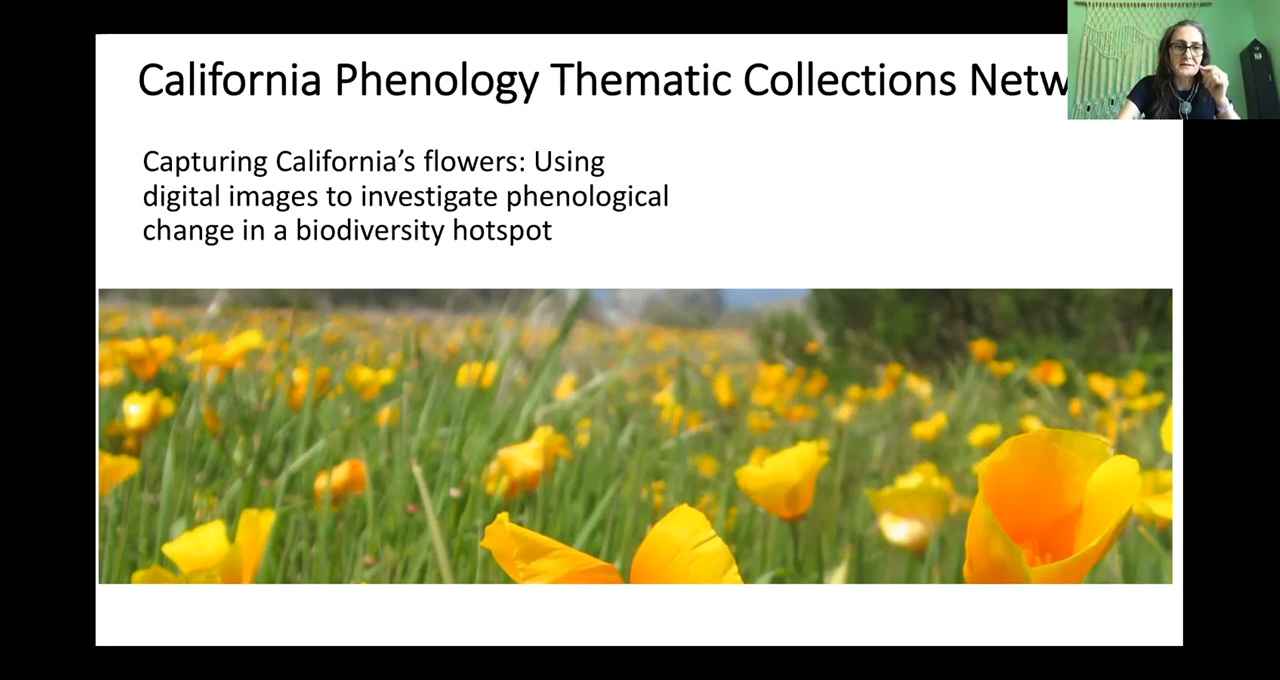 California Phenology Thematic Collections Netw
Capturing California’s flowers: Using
digital images to investigate phenological
change in a biodiversity hotspot